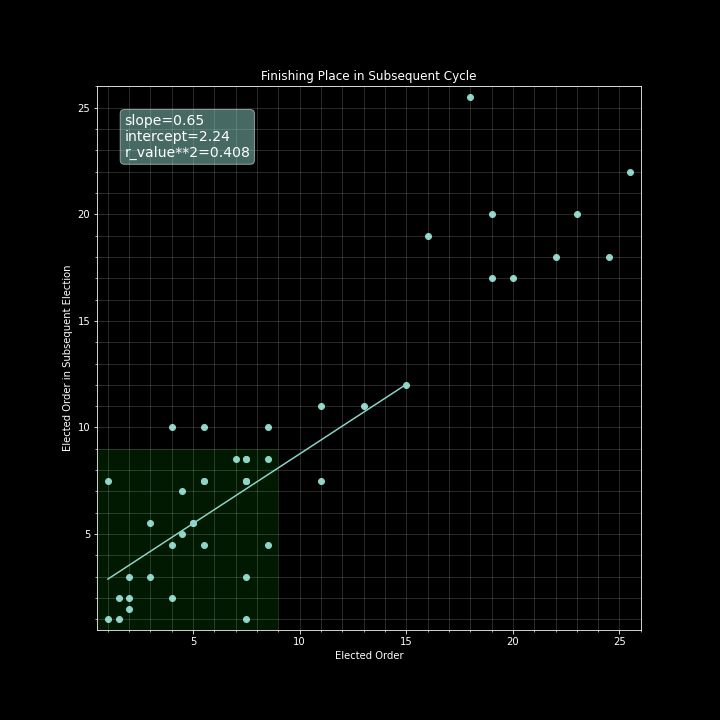 Finishing Place in Subsequent Cycle
slope=0.65
intercept=2.24
r_value**2=0.408
Elected Order in Subsequent Election
25
20
15
10
5
5 10 15 20 25
Elected Order